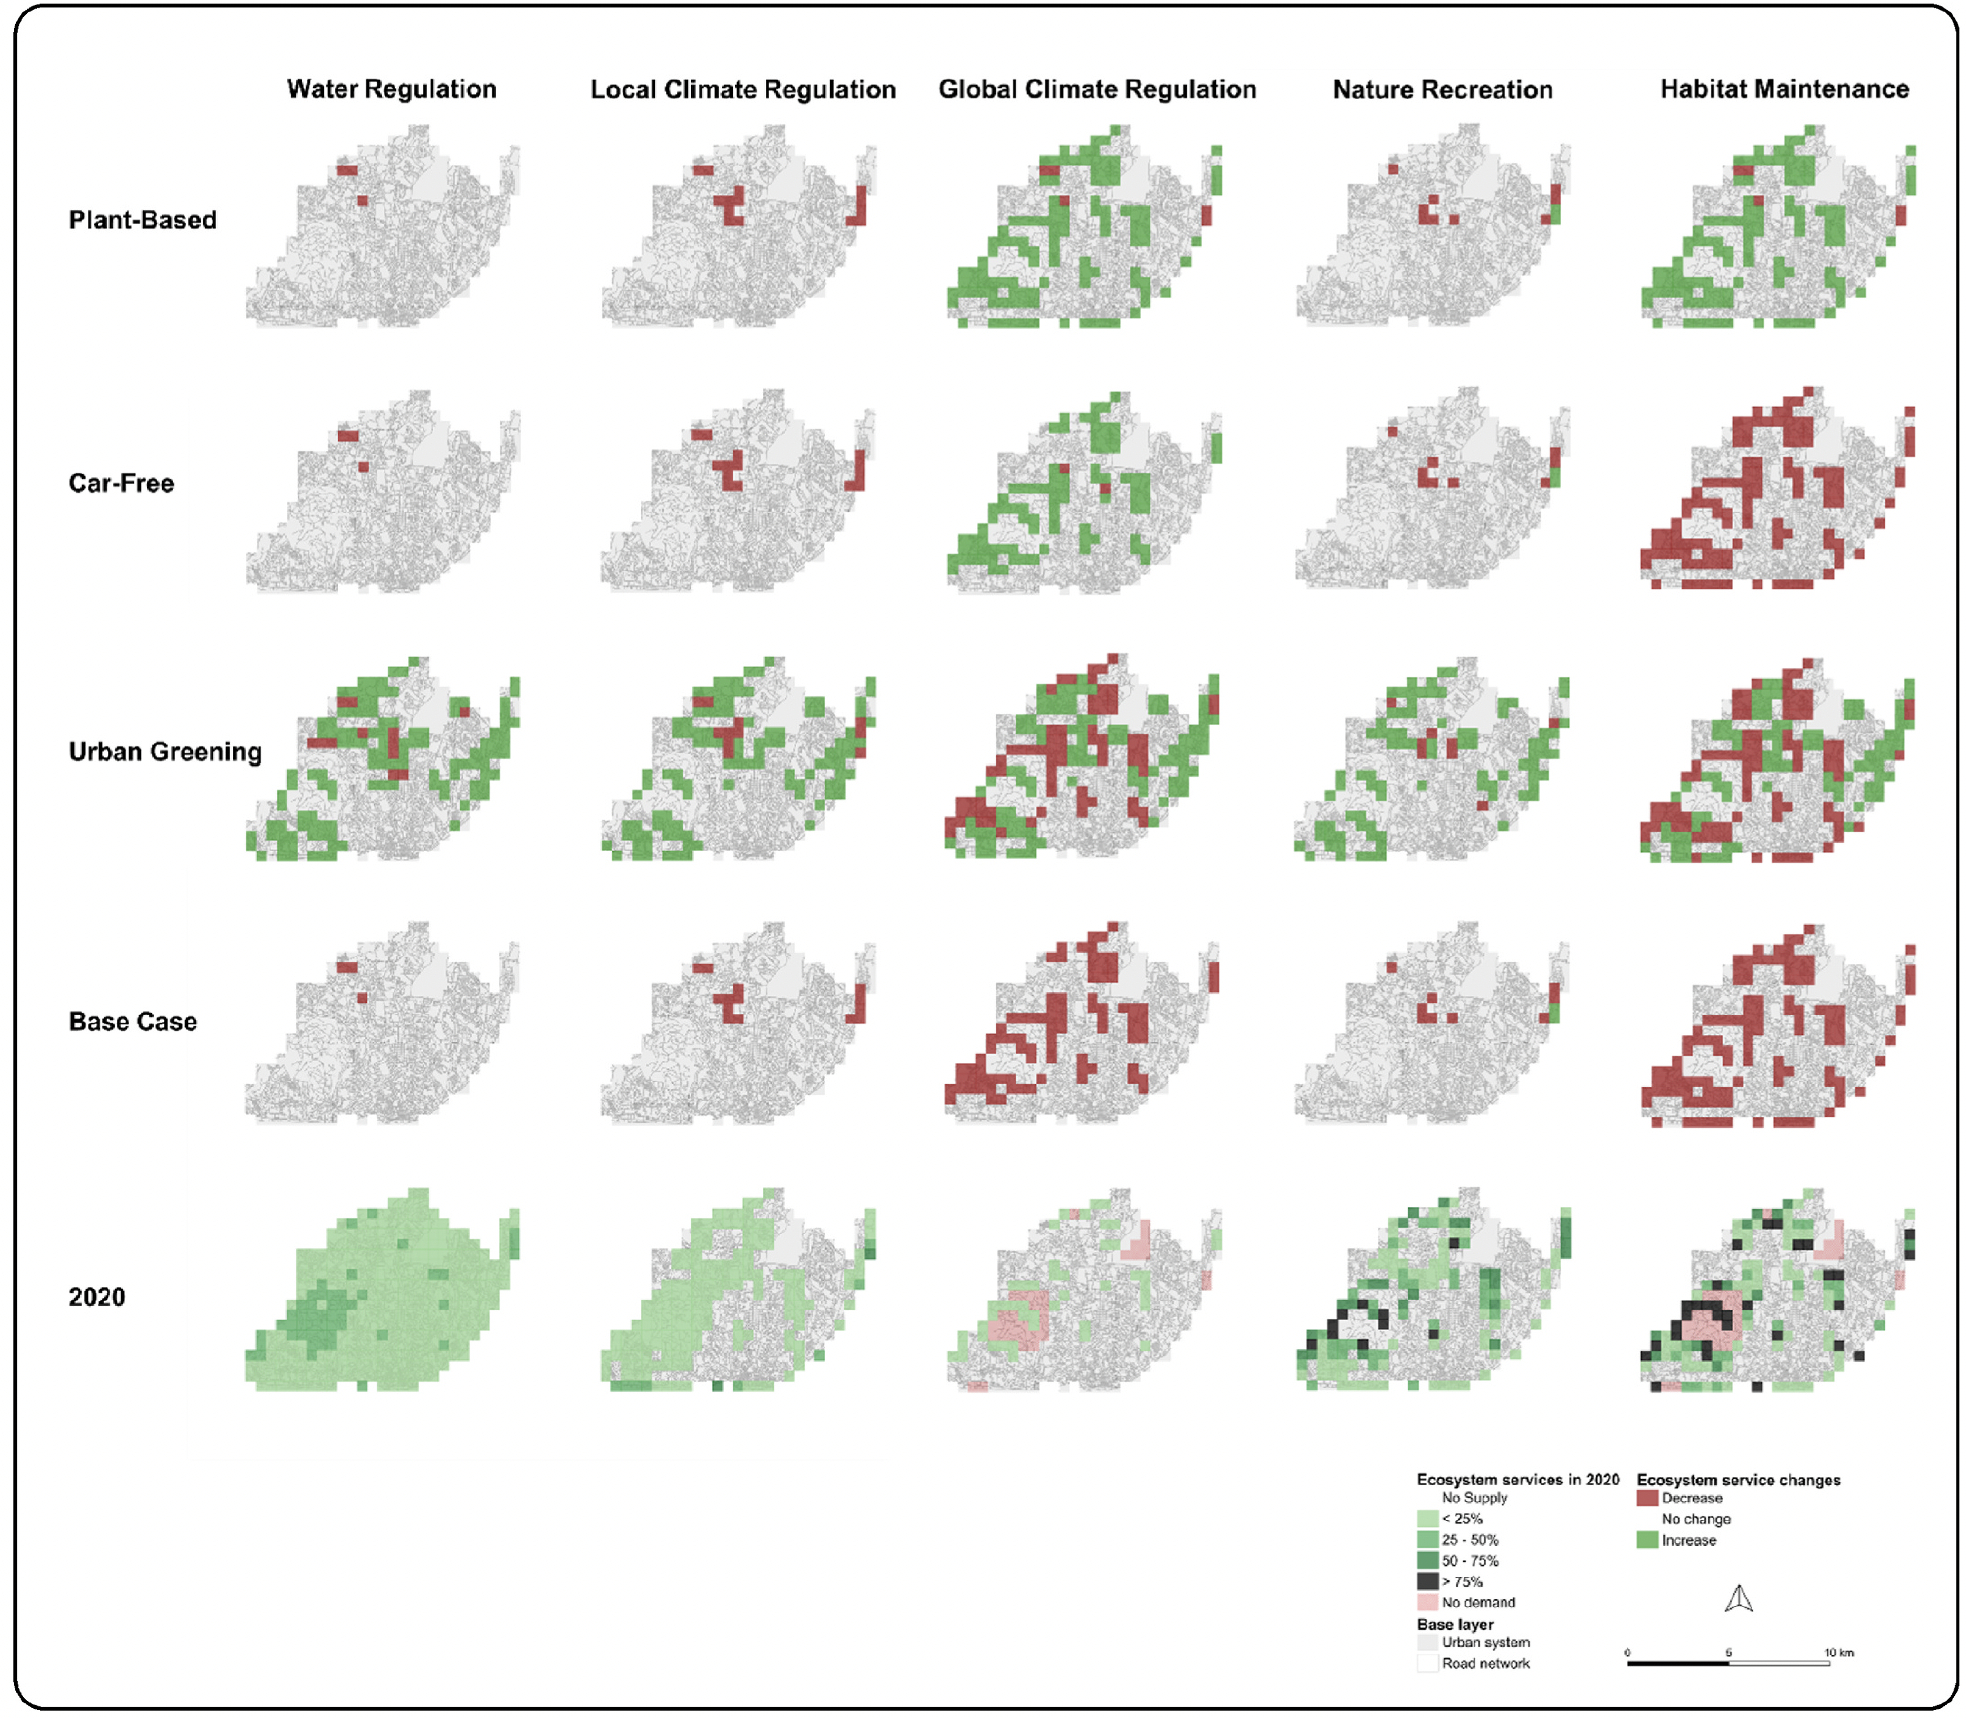 Water Regulation Local Climate Regulation Global Climate Regulation Nature Recreation Habitat Maintenance
Plant-Based
Car-Free
Urban Greening
Base Case
2020
Ecosystem services in 2020
No Supply
< 25%
25 - 50%
50 - 75%
> 75%
No demand
Base layer
Urban system
Road network
Ecosystem service changes
Decrease
No change
Increase
0 5 10 km